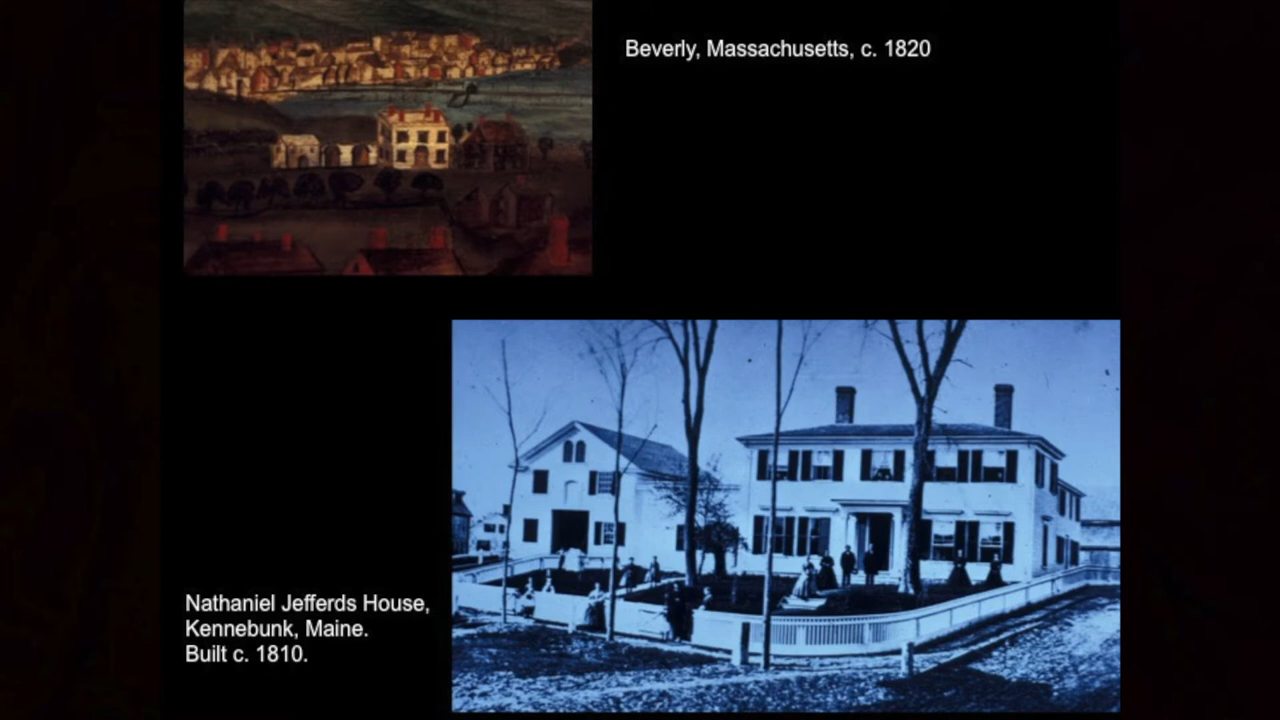 Beverly, Massachusetts, c. 1820
Nathaniel Jefferds House,
Kennebunk, Maine.
Built c. 1810.